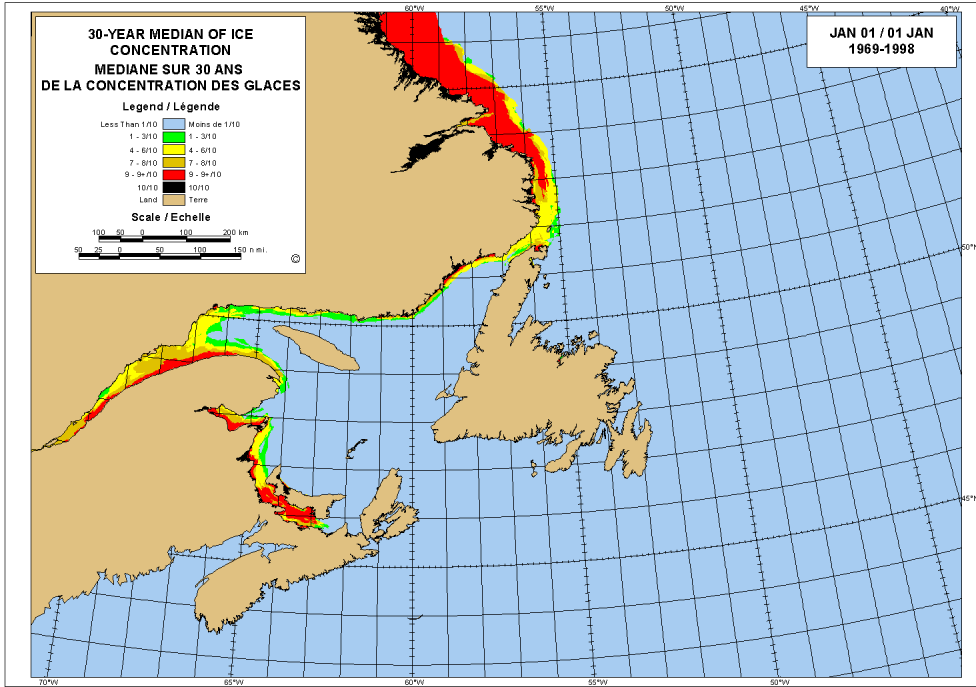 60°W 55°W 50°W 45°W 40°W
30-YEAR MEDIAN OF ICE
CONCENTRATION
MEDIANE SUR 30 ANS
DE LA CONCENTRATION DES GLACES
Legend / Légende
Less Than 1/10 Moins de 1/10
1 - 3/10 1 - 3/10
4 - 6/10 4 - 6/10
7 - 8/10 7 - 8/10
9 - 9+/10 9 - 9+/10
10/10 10/10
Land Terre
Scale / Echelle
100 50 0 100 200 km
50 25 0 50 100 150 n mi.
©
JAN 01 / 01 JAN
1969-1998
50°N
45°N
70°W 65°W 60°W 55°W 50°W